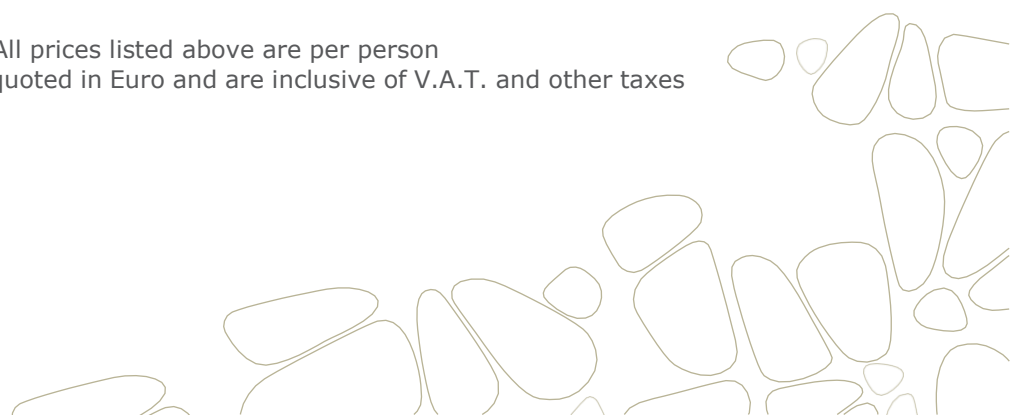 All prices listed above are per person
quoted in Euro and are inclusive of V.A.T. and other taxes